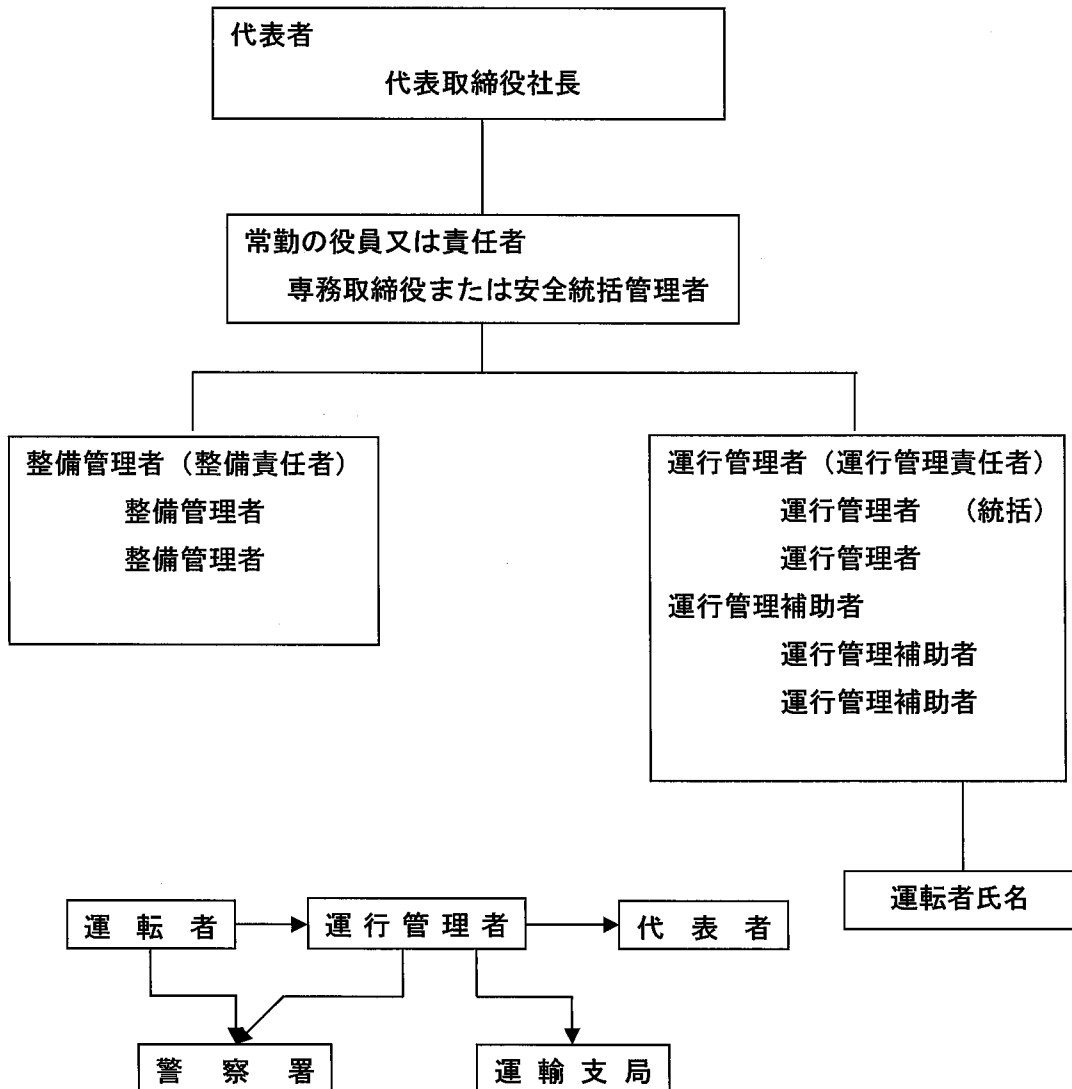 代表者
代表取締役社長
常勤の役員又は責任者
専務取締役または安全統括管理者
整備管理者（整備責任者）
整備管理者
整備管理者
運行管理者（運行管理責任者）
運行管理者　（統括）
運行管理者
運行管理補助者
運行管理補助者
運行管理補助者
運転者氏名
運転者
運行管理者
代表者
警察署
運輸支局